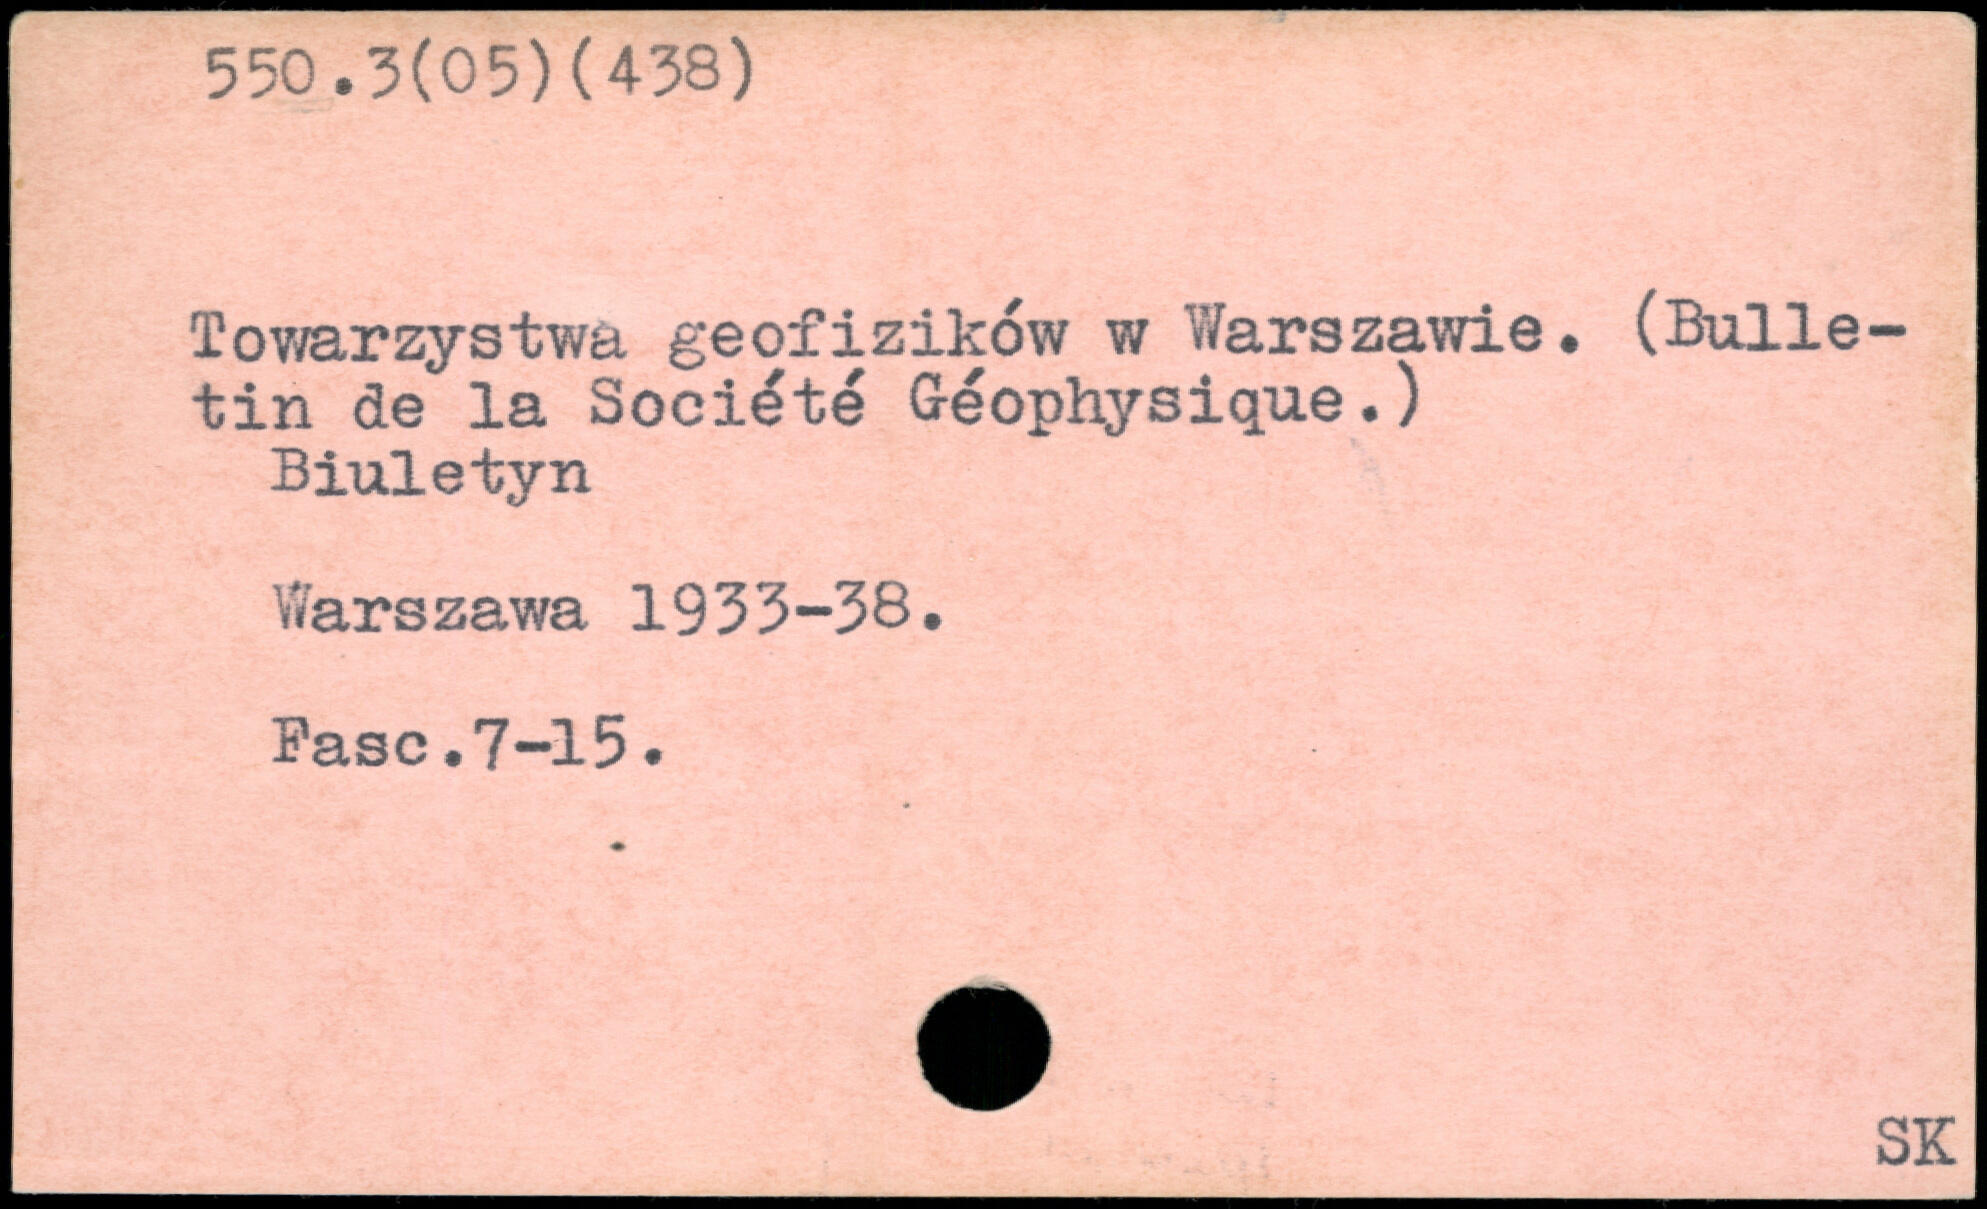 550.3(05)(438)
Towarzystwa geofizików w Warszawie. (Bulle-
tin de la Société Géophysique.)
Biuletyn
Warszawa 1933-38.
Fasc.7-15.
SK